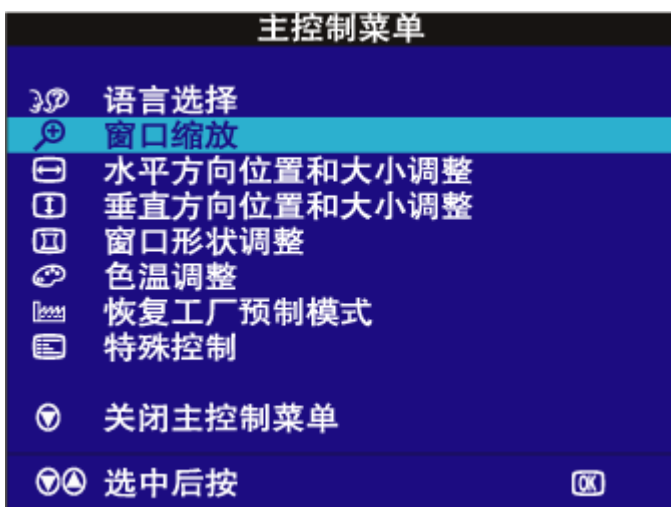 主控制菜单
语言选择
窗口缩放
水平方向位置和大小调整
垂直方向位置和大小调整
窗口形状调整
色温调整
恢复工厂预制模式
特殊控制
关闭主控制菜单
选中后按 OK